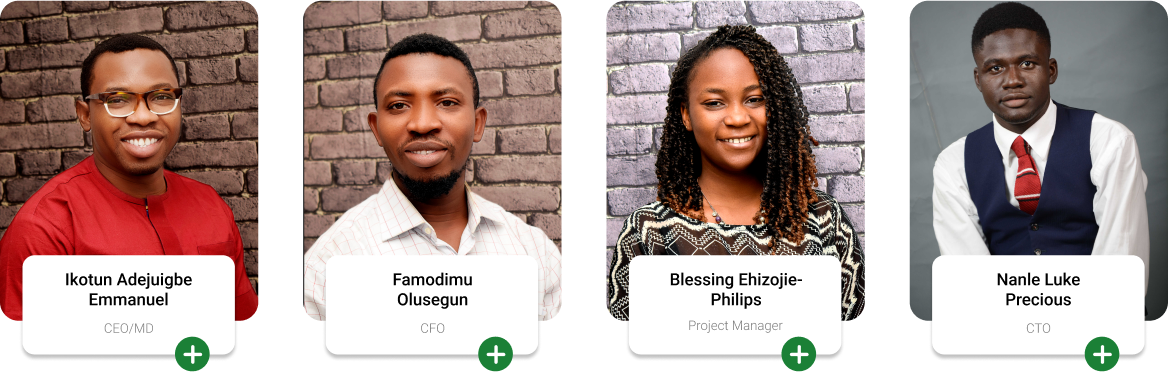 Ikotun Adejuigbe
Emmanuel
CEO/MD
Famodimu
Olusegun
CFO
Blessing Ehizojie-
Philips
Project Manager
Nanle Luke
Precious
CTO